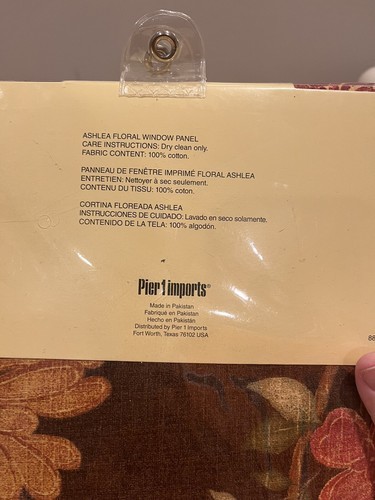 ASHLEA FLORAL WINDOW PANEL
CARE INSTRUCTIONS: Dry clean only.
FABRIC CONTENT: 100% cotton.
PANNEAU DE FENÊTRE IMPRIMÉ FLORAL ASHLEA
ENTRETIEN: Nettoyer à sec seulement.
CONTENU DU TISSU: 100% coton.
CORTINA FLOREADA ASHLEA
INSTRUCCIONES DE CUIDADO: Lavado en seco solamente.
CONTENIDO DE LA TELA: 100% algodón.
Pier 1 imports®
Made in Pakistan
Fabriqué en Pakistan
Hecho en Pakistán
Distributed by Pier 1 Imports
Fort Worth, Texas 76102 USA